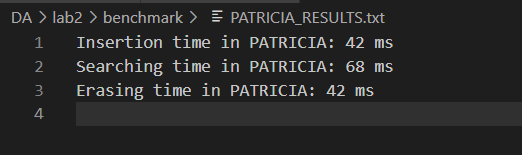 DA > lab2 > benchmark > PATRICIA_RESULTS.txt
1 Insertion time in PATRICIA: 42 ms
2 Searching time in PATRICIA: 68 ms
3 Erasing time in PATRICIA: 42 ms
4